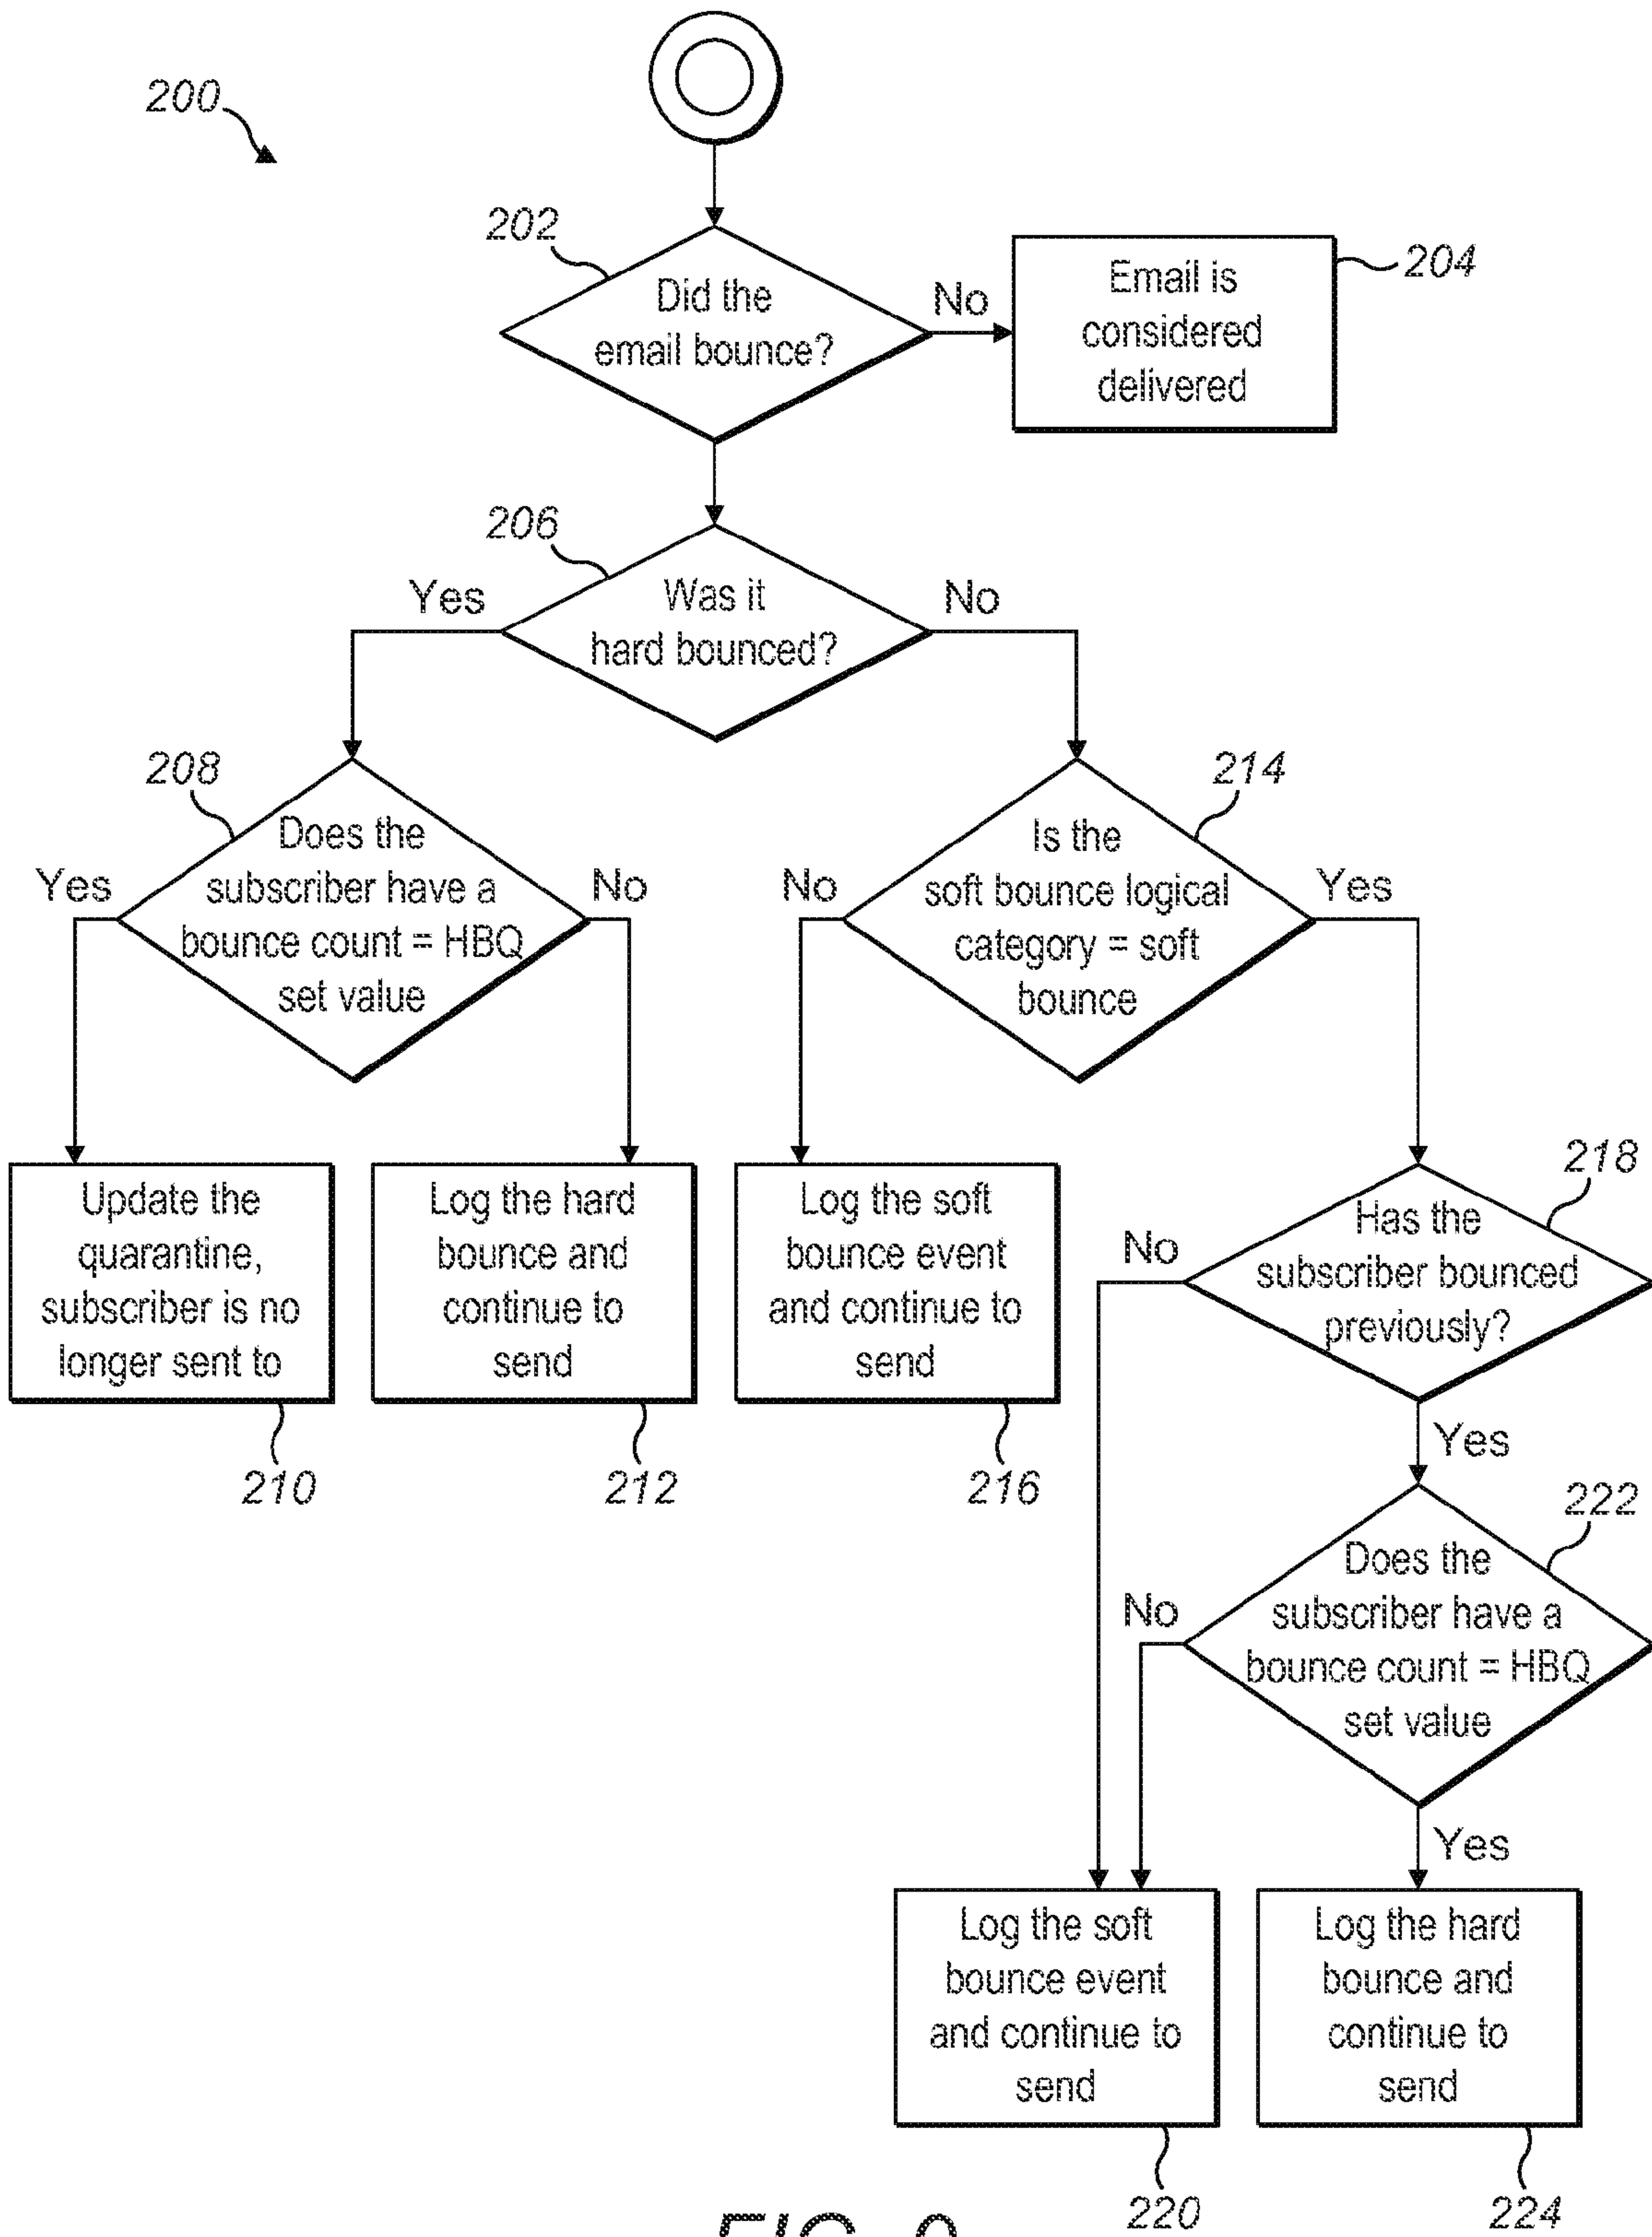 200
202
Did the
email bounce?
No
Email is
considered
delivered
204
206
Was it
hard bounced?
Yes
No
208
Does the
subscriber have a
bounce count = HBQ
set value
Yes
No
214
Is the
soft bounce logical
category = soft
bounce
No
Yes
Update the
quarantine,
subscriber is no
longer sent to
210
Log the hard
bounce and
continue to
send
212
Log the soft
bounce event
and continue to
send
216
218
Has the
subscriber bounced
previously?
No
Yes
222
Does the
subscriber have a
bounce count = HBQ
set value
No
Yes
Log the soft
bounce event
and continue to
send
220
Log the hard
bounce and
continue to
send
224
FIG.